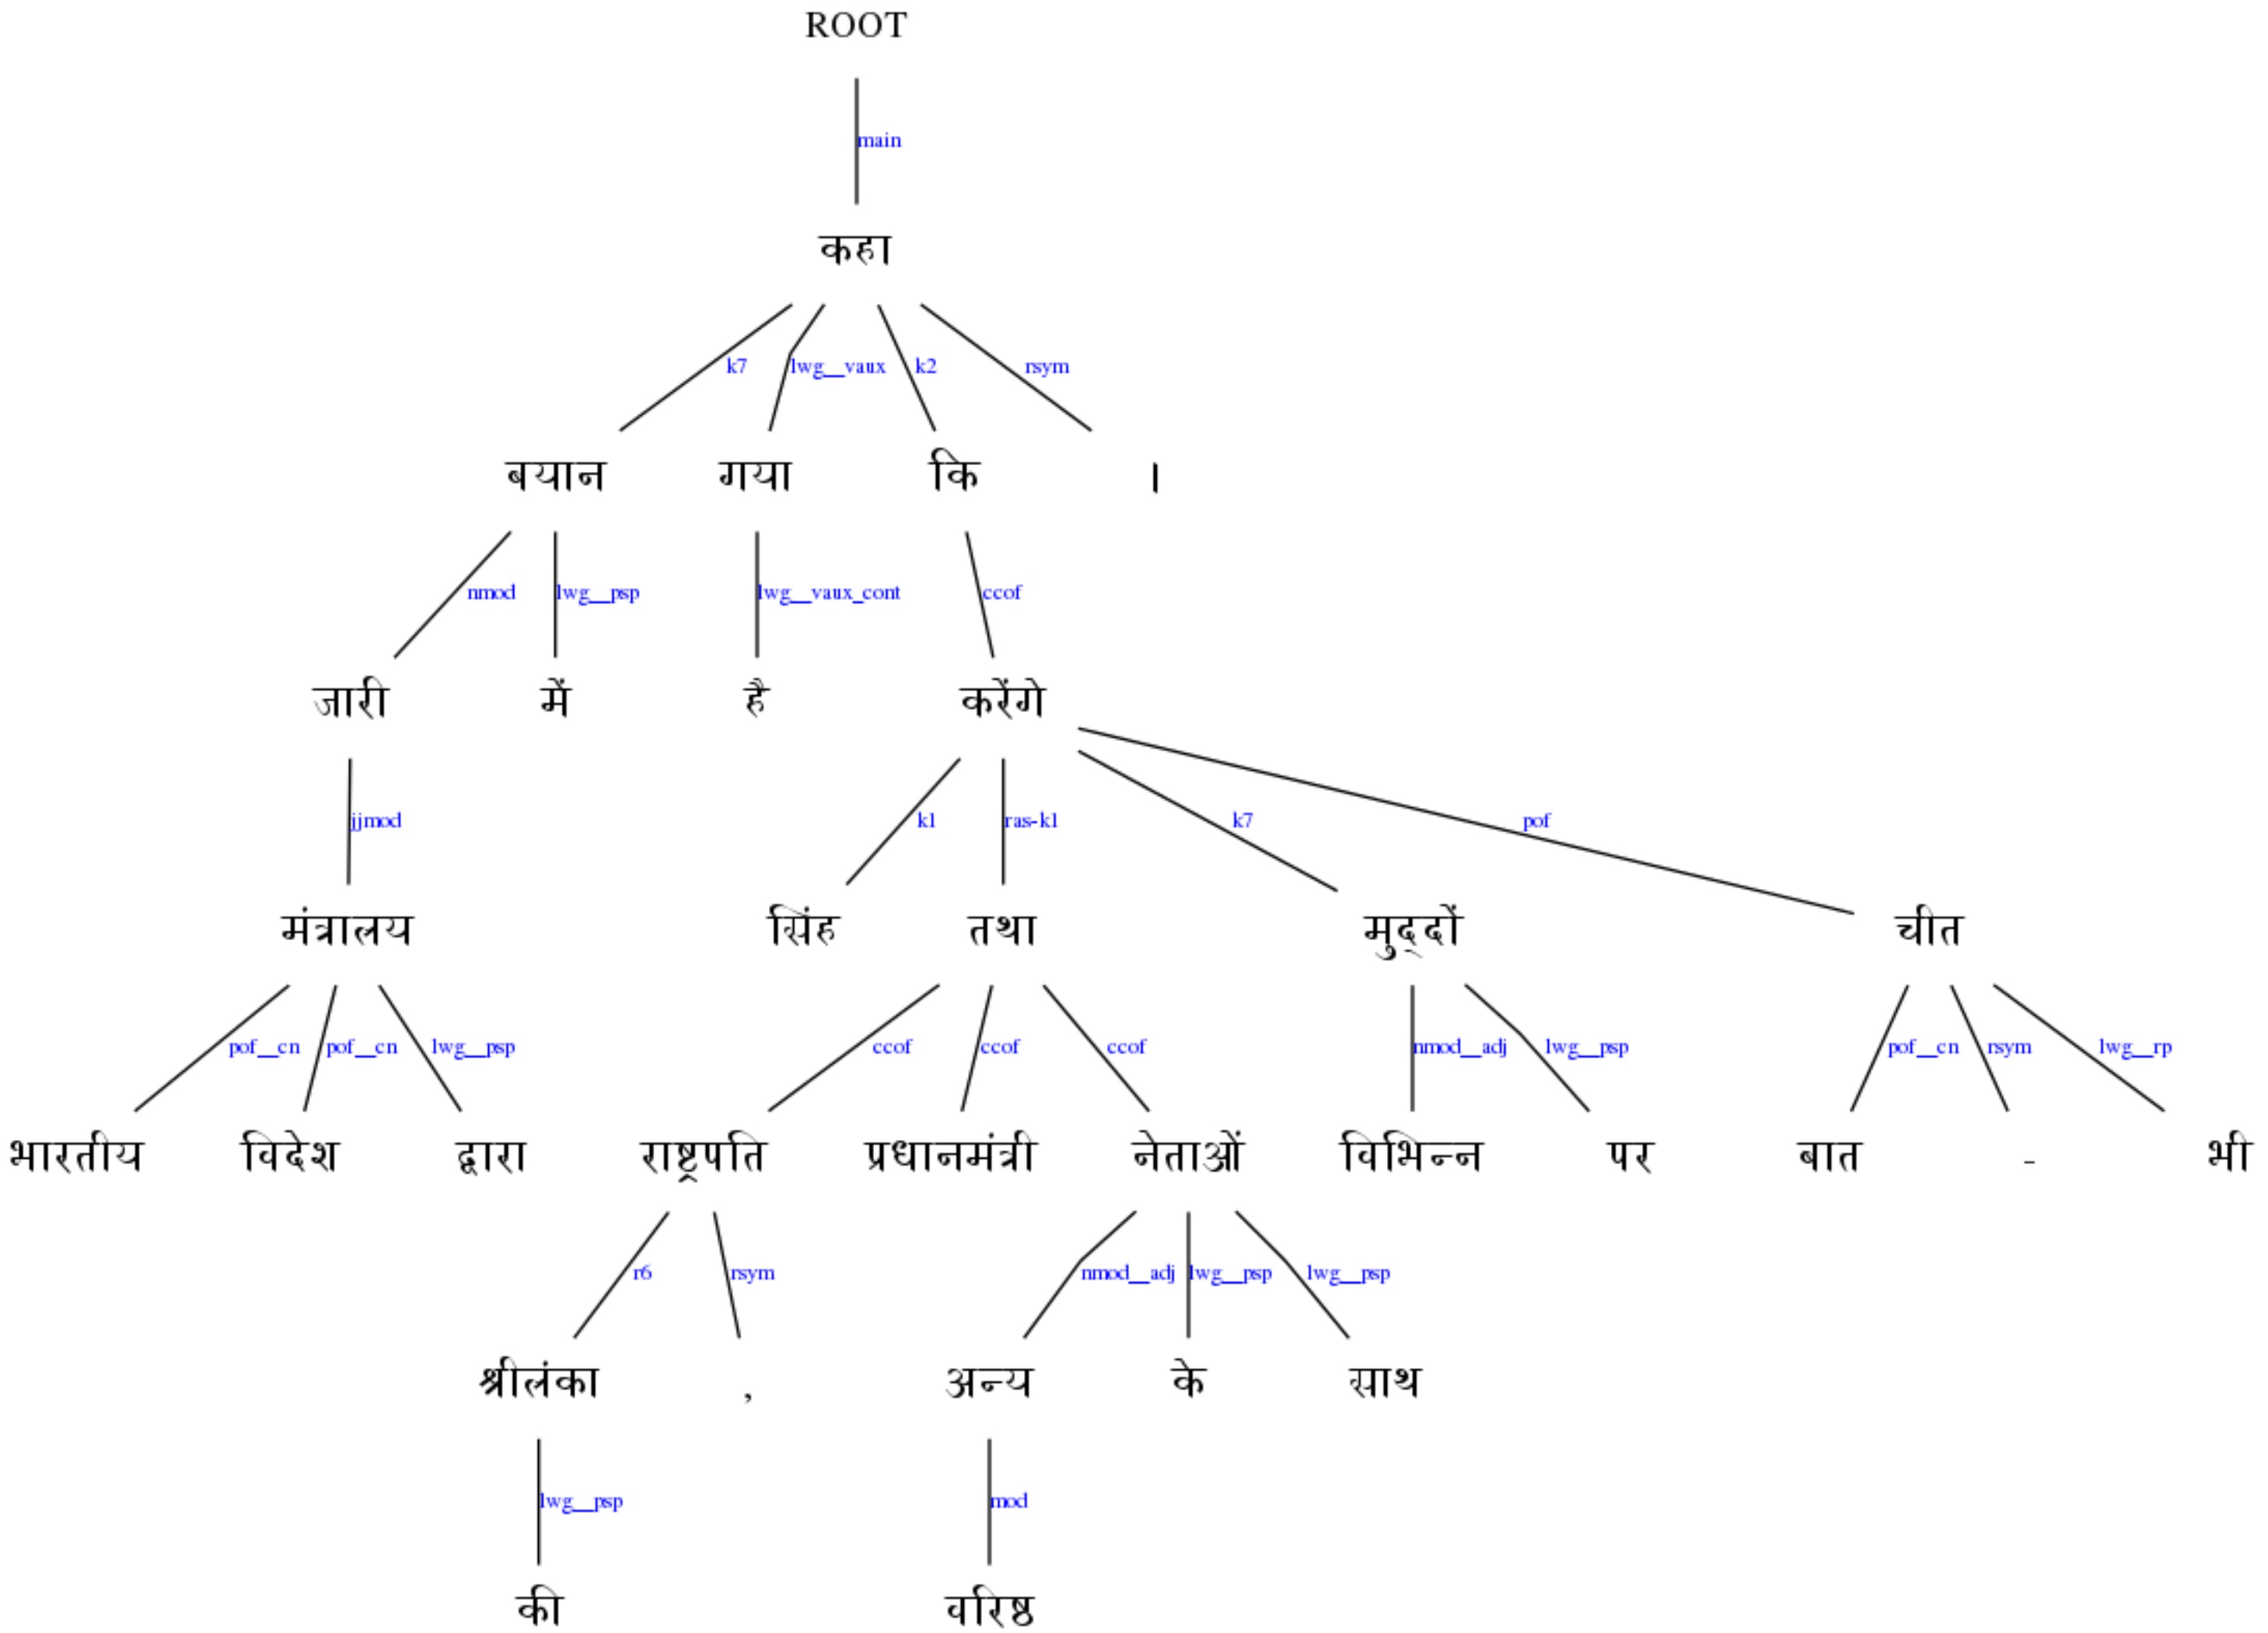 ROOT
main
कहा
k7 lwg__vaux k2 rsym
बयान गया कि ।
nmod lwg__psp lwg__vaux_cont ccof
जारी में है करेंगे
jjmod k1 ras-k1 k7 pof
मंत्रालय सिंह तथा मुद्‌दों चीत
pof__cn pof__cn lwg__psp ccof ccof ccof nmod__adj lwg__psp pof__cn rsym lwg__rp
भारतीय विदेश द्वारा राष्ट्रपति प्रधानमंत्री नेताओं विभिन्न पर बात - भी
r6 rsym nmod__adj lwg__psp lwg__psp
श्रीलंका , अन्य के साथ
lwg__psp mod
की वरिष्ठ